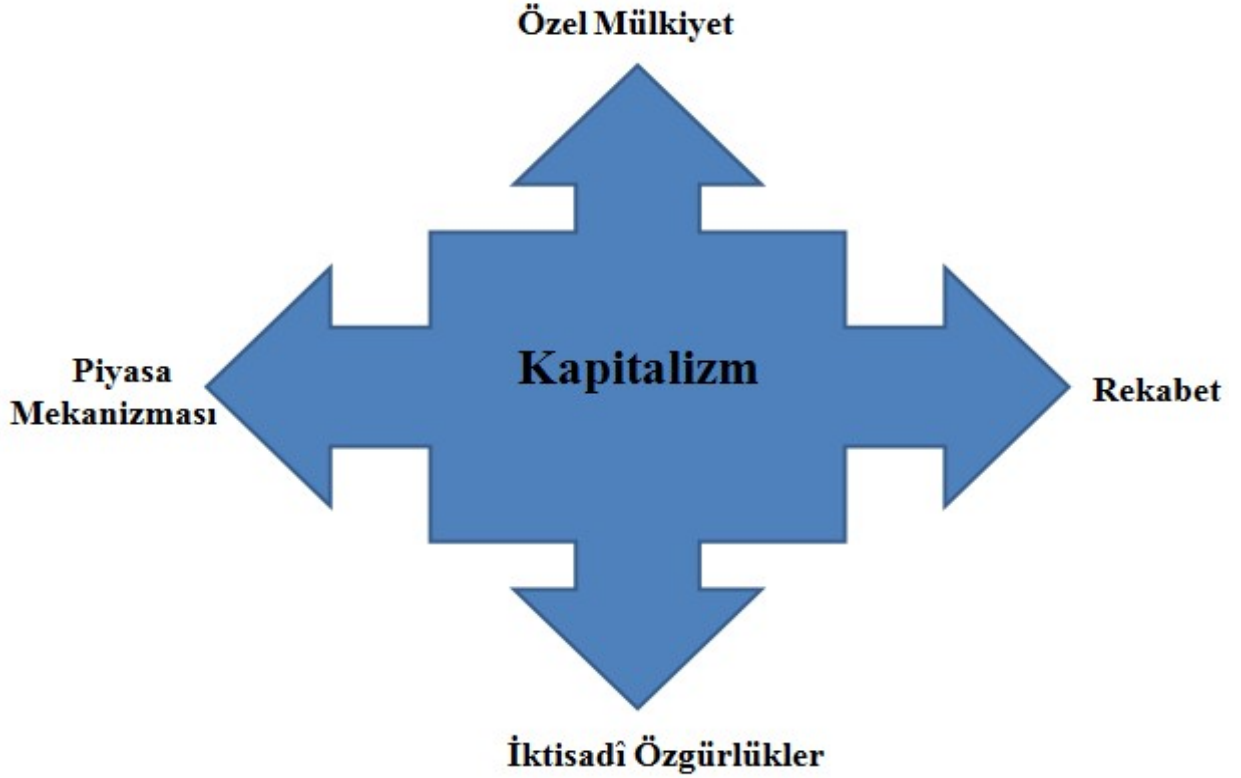 Özel Mülkiyet
Piyasa
Mekanizması
Kapitalizm
Rekabet
İktisadî Özgürlükler